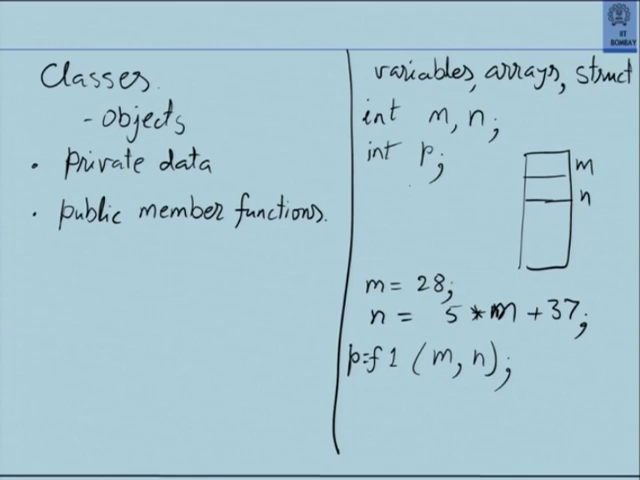 Classes.
- Objects
• private data
• public member functions.
variables, arrays, struct
int m, n;
int p;
m
n
m = 28;
n = 5 * m + 37;
p=f1 (m, n);
IIT
BOMBAY